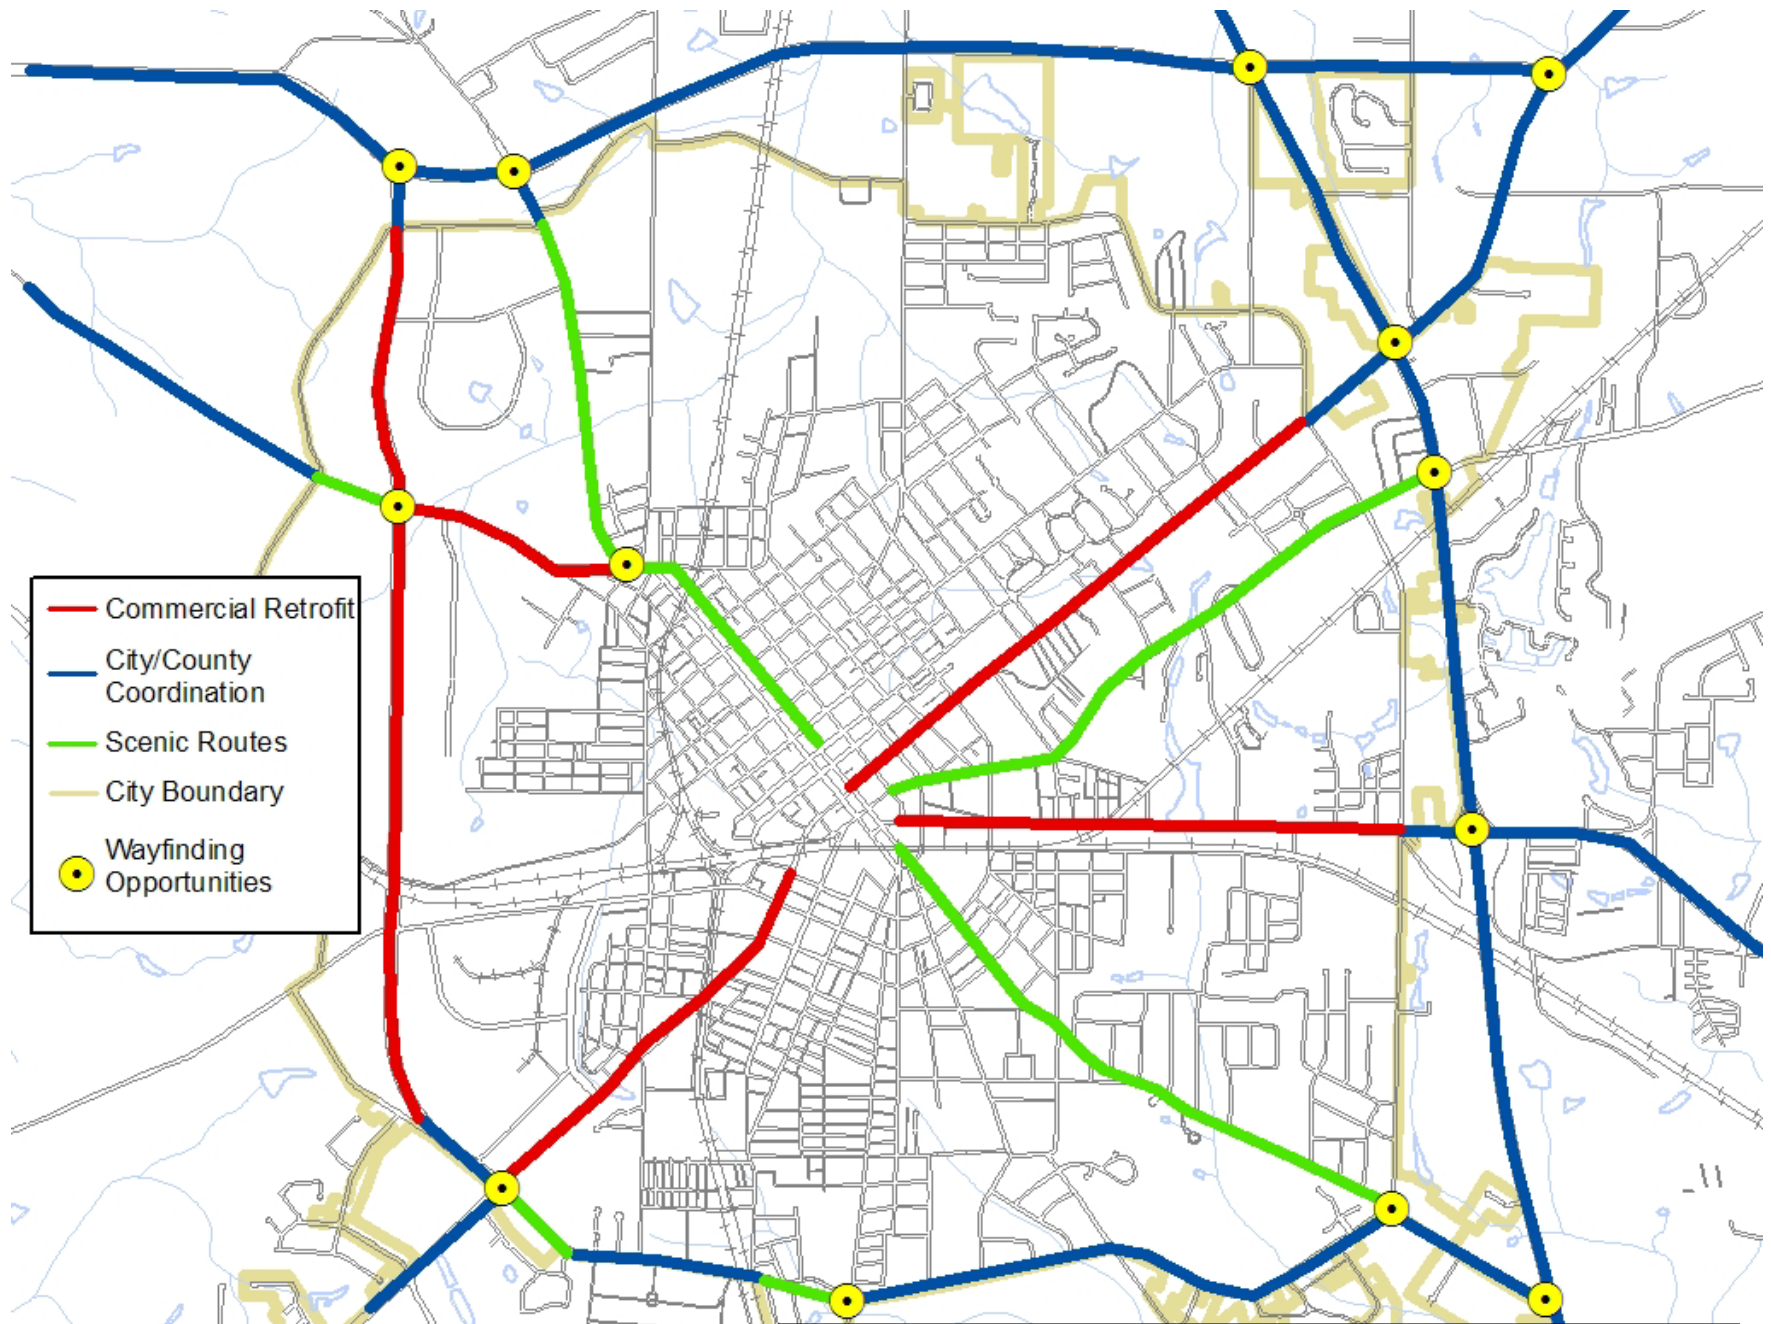 Commercial Retrofit
City/County
Coordination
Scenic Routes
City Boundary
Wayfinding
Opportunities